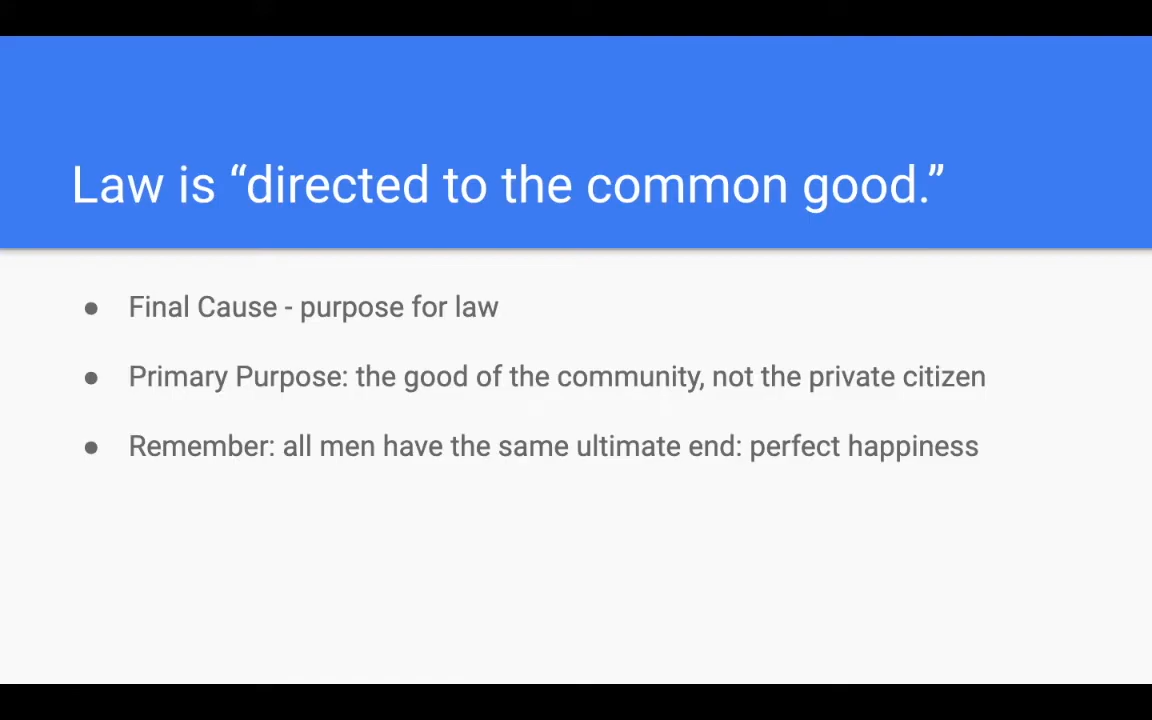 Law is “directed to the common good.”
● Final Cause - purpose for law
● Primary Purpose: the good of the community, not the private citizen
● Remember: all men have the same ultimate end: perfect happiness